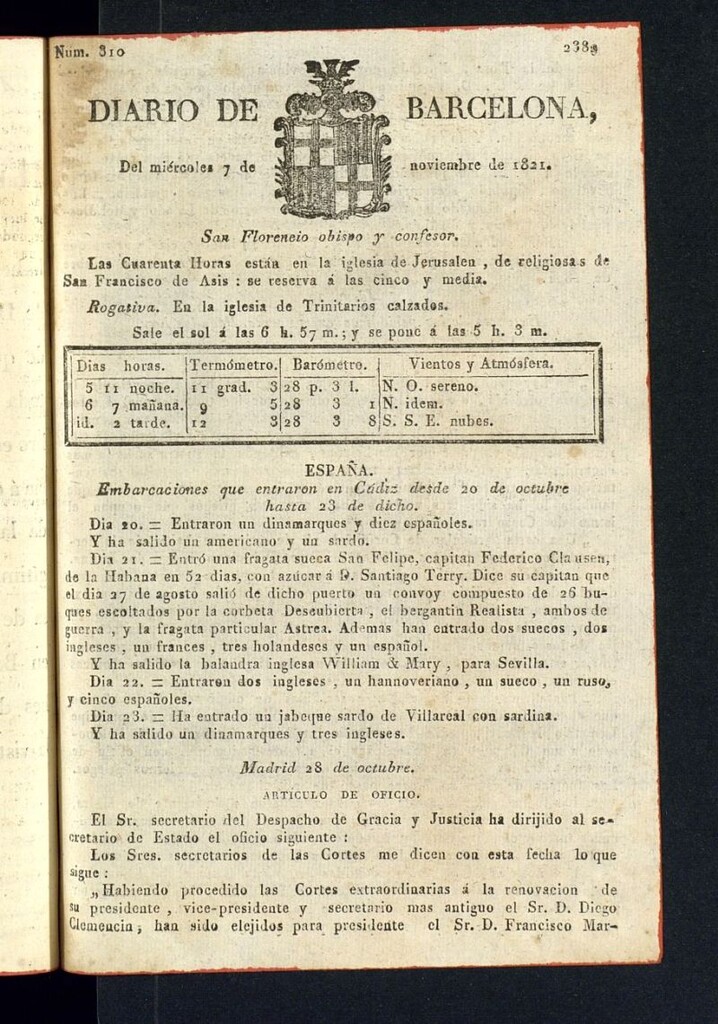 Num. 310
238
DIARIO DE BARCELONA,
Del miércoles 7 de noviembre de 1821.
San Florencio obispo y confesor.
Las Cuarenta Horas están en la iglesia de Jerusalen , de religiosas de
San Francisco de Asis : se reserva á las cinco y media.
Rogativa. En la iglesia de Trinitarios calzados.
Sale el sol á las 6 h. 57 m.; y se pone á las 5 h. 3 m.
Dias horas. Termómetro. Barómetro. Vientos y Atmósfera.
5 11 noche. 11 grad. 3 28 p. 3 l. N. O. sereno.
6 7 mañana. 9 5 28 3 1 N. idem.
id. 2 tarde. 12 3 28 3 8 S. S. E. nubes.
ESPAÑA.
Embarcaciones que entraron en Cádiz desde 20 de octubre
hasta 23 de dicho.
Dia 20. = Entraron un dinamarques y diez españoles.
Y ha salido un americano y un sardo.
Dia 21. = Entró una fragata sueca San Felipe, capitan Federico Clausen,
de la Habana en 52 dias, con azúcar á D. Santiago Terry. Dice su capitan que
el dia 27 de agosto salió de dicho puerto un convoy compuesto de 26 bu-
ques escoltados por la corbeta Descubierta , el bergantin Realista , ambos de
guerra , y la fragata particular Astrea. Ademas han entrado dos suecos , dos
ingleses , un frances , tres holandeses y un español.
Y ha salido la balandra inglesa William & Mary , para Sevilla.
Dia 22. = Entraron dos ingleses , un hannoveriano , un sueco , un ruso,
y cinco españoles.
Dia 23. = Ha entrado un jabeque sardo de Villareal con sardina.
Y ha salido un dinamarques y tres ingleses.
Madrid 28 de octubre.
ARTICULO DE OFICIO.
El Sr. secretario del Despacho de Gracia y Justicia ha dirijido al se-
cretario de Estado el oficio siguiente :
Los Sres. secretarios de las Cortes me dicen con esta fecha lo que
sigue :
„Habiendo procedido las Cortes extraordinarias á la renovacion de
su presidente , vice-presidente y secretario mas antiguo el Sr. D. Diego
Clemencin, han sido elejidos para presidente el Sr. D. Francisco Mar-